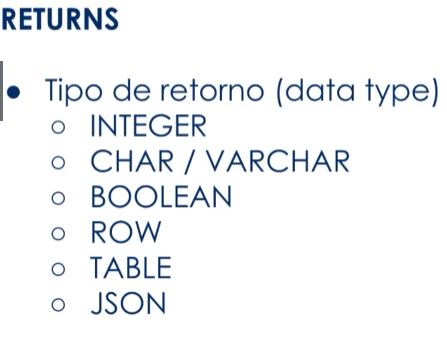 RETURNS
● Tipo de retorno (data type)
○ INTEGER
○ CHAR / VARCHAR
○ BOOLEAN
○ ROW
○ TABLE
○ JSON